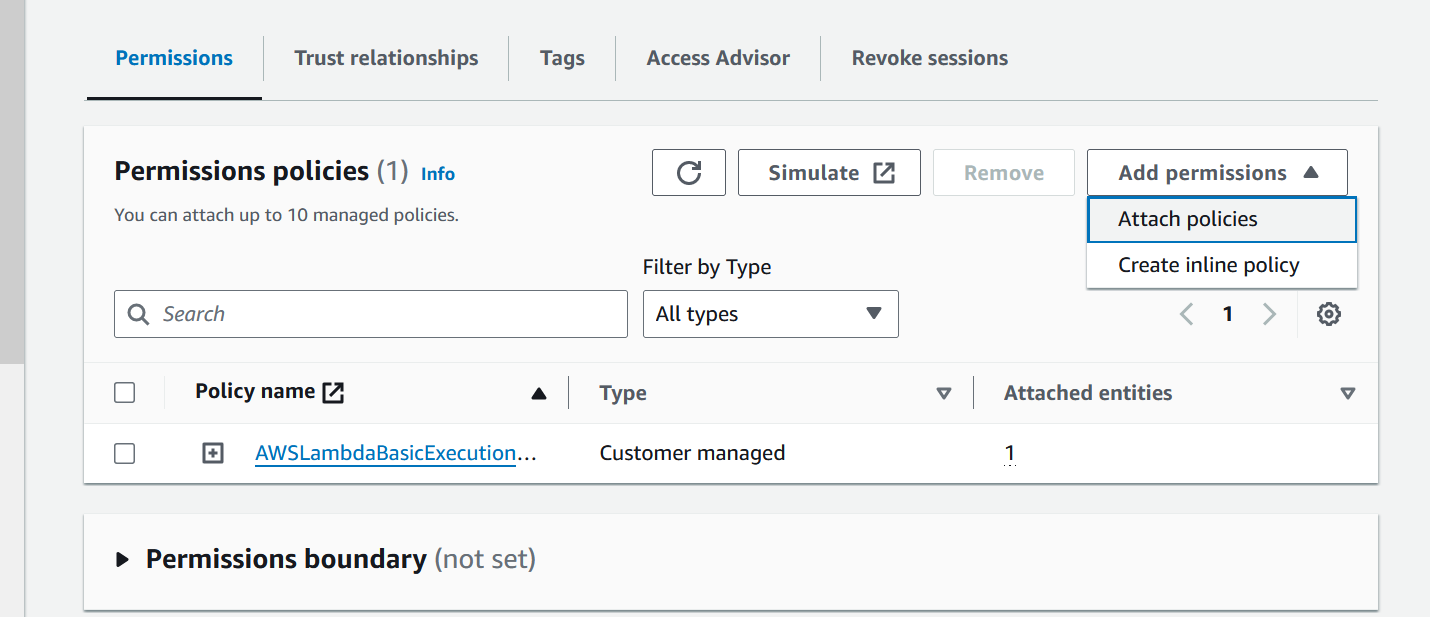 Permissions
Trust relationships
Tags
Access Advisor
Revoke sessions
Permissions policies (1) Info
Simulate
Remove
Add permissions
You can attach up to 10 managed policies.
Attach policies
Create inline policy
Filter by Type
Search
All types
1
Policy name
Type
Attached entities
AWSLambdaBasicExecution...
Customer managed
1
Permissions boundary (not set)